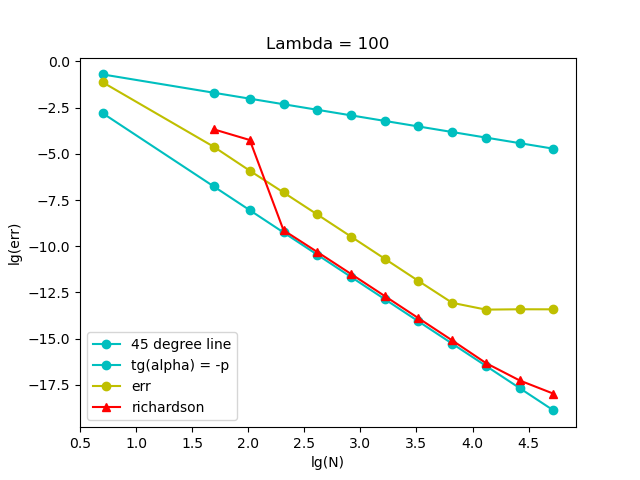 Lambda = 100
lg(err)
0.0
−2.5
−5.0
−7.5
−10.0
−12.5
−15.0
−17.5
45 degree line
tg(alpha) = -p
err
richardson
0.5 1.0 1.5 2.0 2.5 3.0 3.5 4.0 4.5
lg(N)